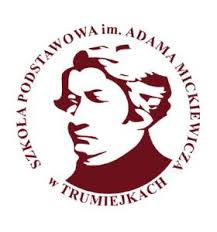 SZKOŁA PODSTAWOWA im. ADAMA MICKIEWICZA
w TRUMIEJKACH